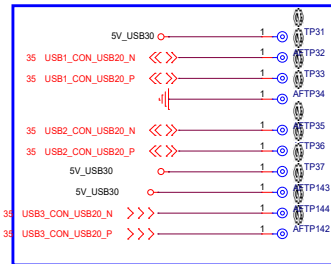 5V_USB30 1 TP31
35 USB1_CON_USB20_N 1 AFTP32
35 USB1_CON_USB20_P 1 TP33
1 AFTP34
35 USB2_CON_USB20_N 1 AFTP35
35 USB2_CON_USB20_P 1 TP36
5V_USB30 1 TP37
5V_USB30 1 AFTP143
35 USB3_CON_USB20_N 1 AFTP144
35 USB3_CON_USB20_P 1 AFTP142